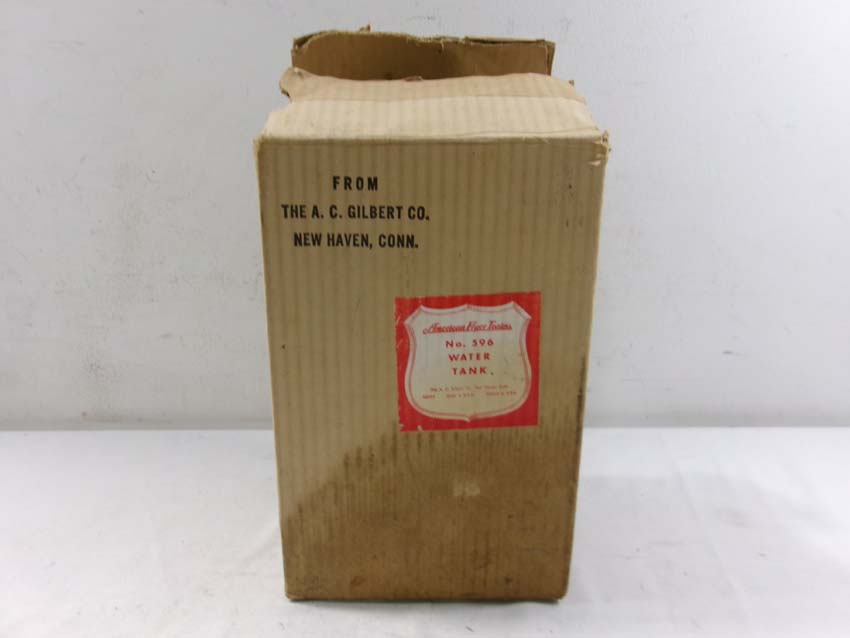 FROM
THE A. C. GILBERT CO.
NEW HAVEN, CONN.
American Flyer Trains
No. 596
WATER
TANK